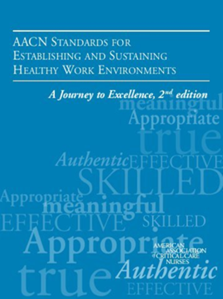 AACN STANDARDS FOR
ESTABLISHING AND SUSTAINING
HEALTHY WORK ENVIRONMENTS
A Journey to Excellence, 2nd edition
Appropriate
meaningful
Appropriate
true
Authentic EFFECTIVE
SKILLED
Appropriate
meaningful
EFFECTIVE SKILLED
Appropriate
AMERICAN
ASSOCIATION
of CRITICAL-CARE
NURSES
true
Authentic